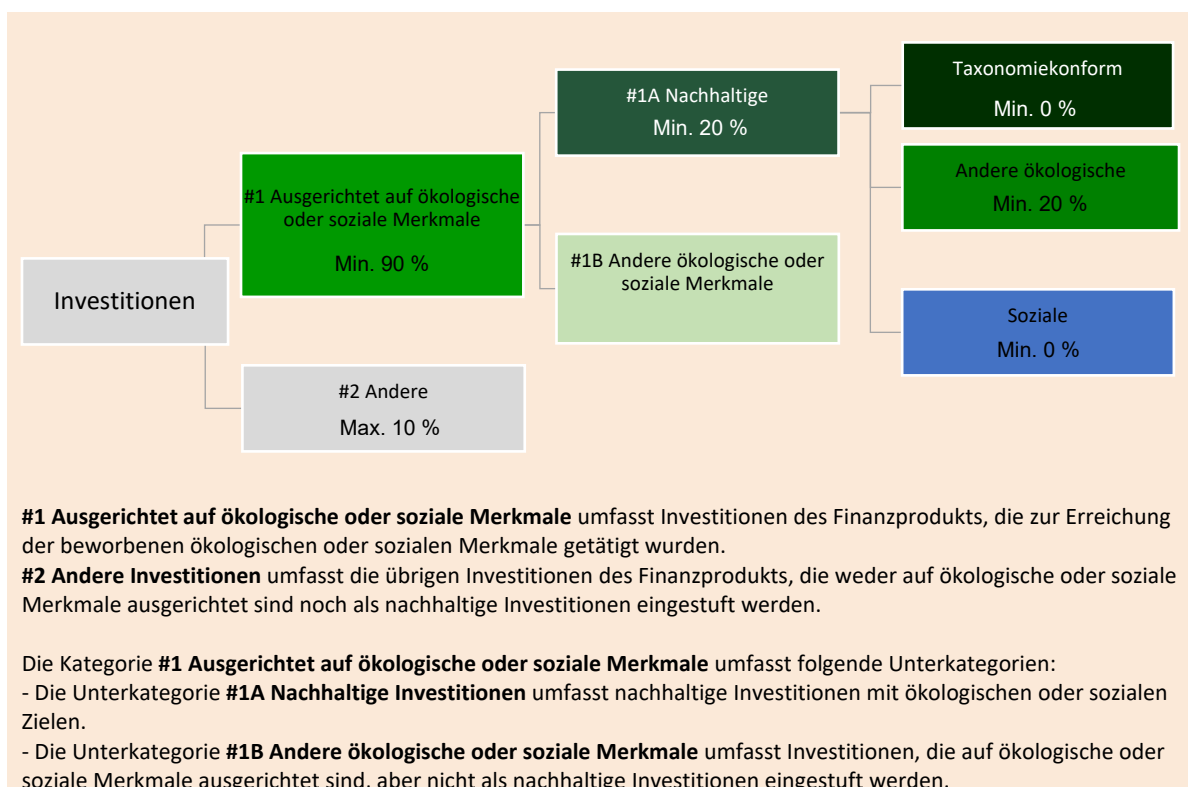 Taxonomiekonform
Min. 0 %
#1A Nachhaltige
Min. 20 %
Andere ökologische
Min. 20 %
#1 Ausgerichtet auf ökologische
oder soziale Merkmale
Min. 90 %
#1B Andere ökologische oder
soziale Merkmale
Investitionen
Soziale
Min. 0 %
#2 Andere
Max. 10 %
#1 Ausgerichtet auf ökologische oder soziale Merkmale umfasst Investitionen des Finanzprodukts, die zur Erreichung
der beworbenen ökologischen oder sozialen Merkmale getätigt wurden.
#2 Andere Investitionen umfasst die übrigen Investitionen des Finanzprodukts, die weder auf ökologische oder soziale
Merkmale ausgerichtet sind noch als nachhaltige Investitionen eingestuft werden.
Die Kategorie #1 Ausgerichtet auf ökologische oder soziale Merkmale umfasst folgende Unterkategorien:
- Die Unterkategorie #1A Nachhaltige Investitionen umfasst nachhaltige Investitionen mit ökologischen oder sozialen
Zielen.
- Die Unterkategorie #1B Andere ökologische oder soziale Merkmale umfasst Investitionen, die auf ökologische oder
soziale Merkmale ausgerichtet sind, aber nicht als nachhaltige Investitionen eingestuft werden.